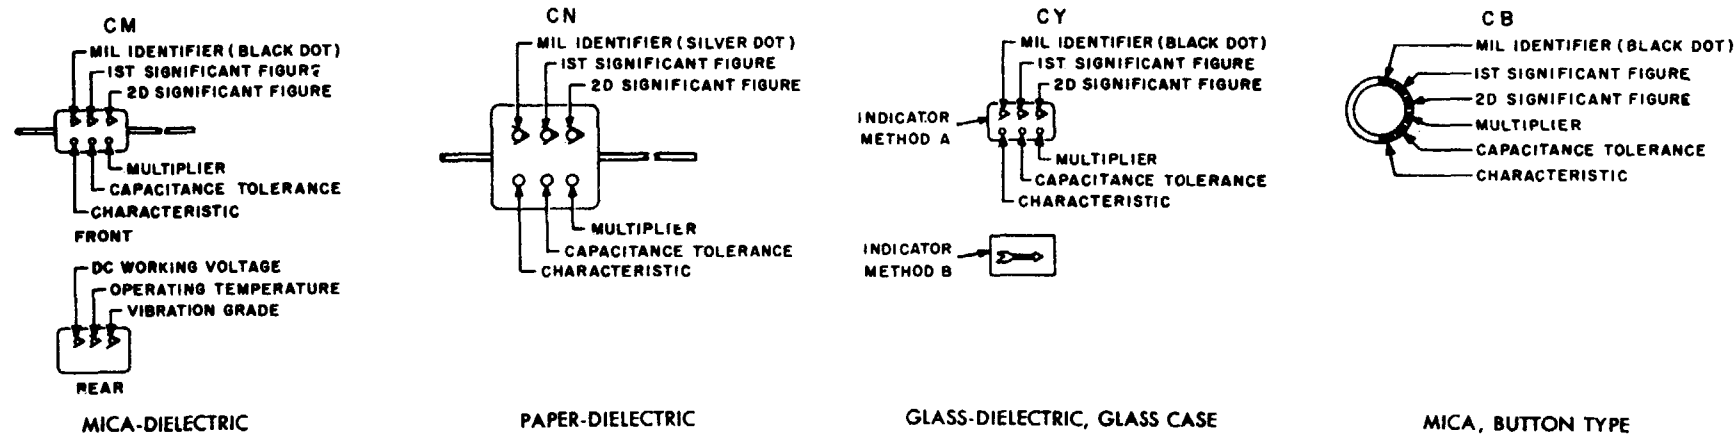 CM
MIL IDENTIFIER (BLACK DOT)
1ST SIGNIFICANT FIGURE
2D SIGNIFICANT FIGURE
MULTIPLIER
CAPACITANCE TOLERANCE
CHARACTERISTIC
FRONT
DC WORKING VOLTAGE
OPERATING TEMPERATURE
VIBRATION GRADE
REAR
MICA-DIELECTRIC
CN
MIL IDENTIFIER (SILVER DOT)
1ST SIGNIFICANT FIGURE
2D SIGNIFICANT FIGURE
MULTIPLIER
CAPACITANCE TOLERANCE
CHARACTERISTIC
PAPER-DIELECTRIC
CY
MIL IDENTIFIER (BLACK DOT)
1ST SIGNIFICANT FIGURE
2D SIGNIFICANT FIGURE
INDICATOR
METHOD A
MULTIPLIER
CAPACITANCE TOLERANCE
CHARACTERISTIC
INDICATOR
METHOD B
GLASS-DIELECTRIC, GLASS CASE
CB
MIL IDENTIFIER (BLACK DOT)
1ST SIGNIFICANT FIGURE
2D SIGNIFICANT FIGURE
MULTIPLIER
CAPACITANCE TOLERANCE
CHARACTERISTIC
MICA, BUTTON TYPE